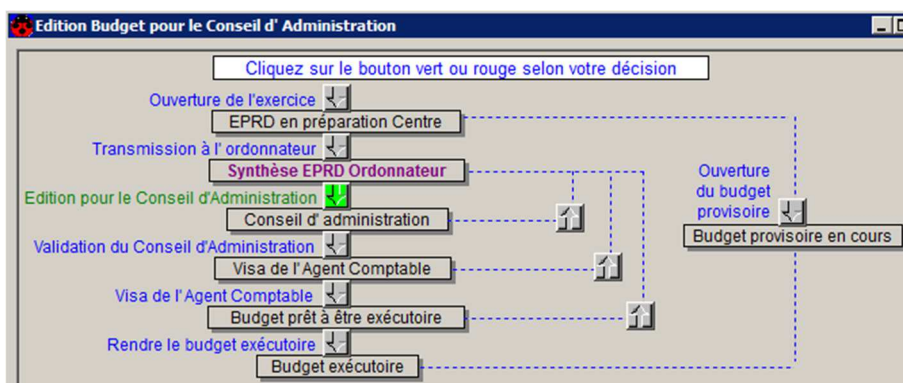 Edition Budget pour le Conseil d' Administration
Cliquez sur le bouton vert ou rouge selon votre décision
Ouverture de l'exercice
EPRD en préparation Centre
Transmission à l' ordonnateur
Synthèse EPRD Ordonnateur
Edition pour le Conseil d'Administration
Conseil d' administration
Validation du Conseil d'Administration
Visa de l' Agent Comptable
Visa de l' Agent Comptable
Budget prêt à être exécutoire
Rendre le budget exécutoire
Budget exécutoire
Ouverture
du budget
provisoire
Budget provisoire en cours